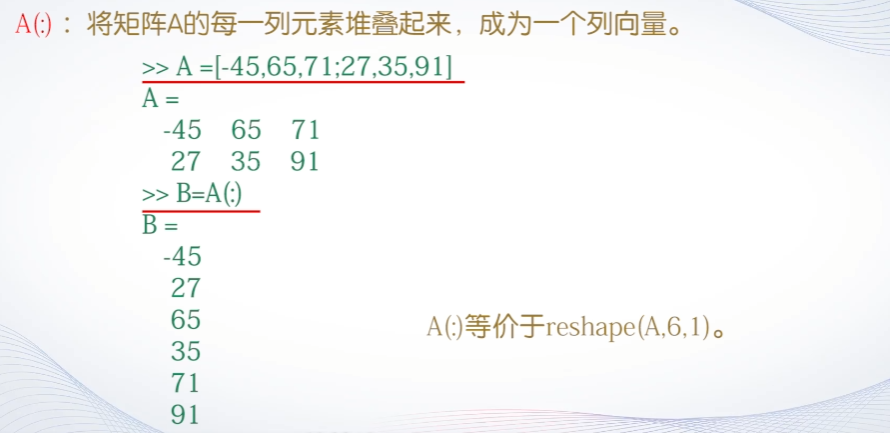 A(:)：将矩阵A的每一列元素堆叠起来，成为一个列向量。
>> A =[-45,65,71;27,35,91]
A =
-45 65 71
27 35 91
>> B=A(:)
B =
-45
27
65
35
71
91
A(:)等价于reshape(A,6,1)。